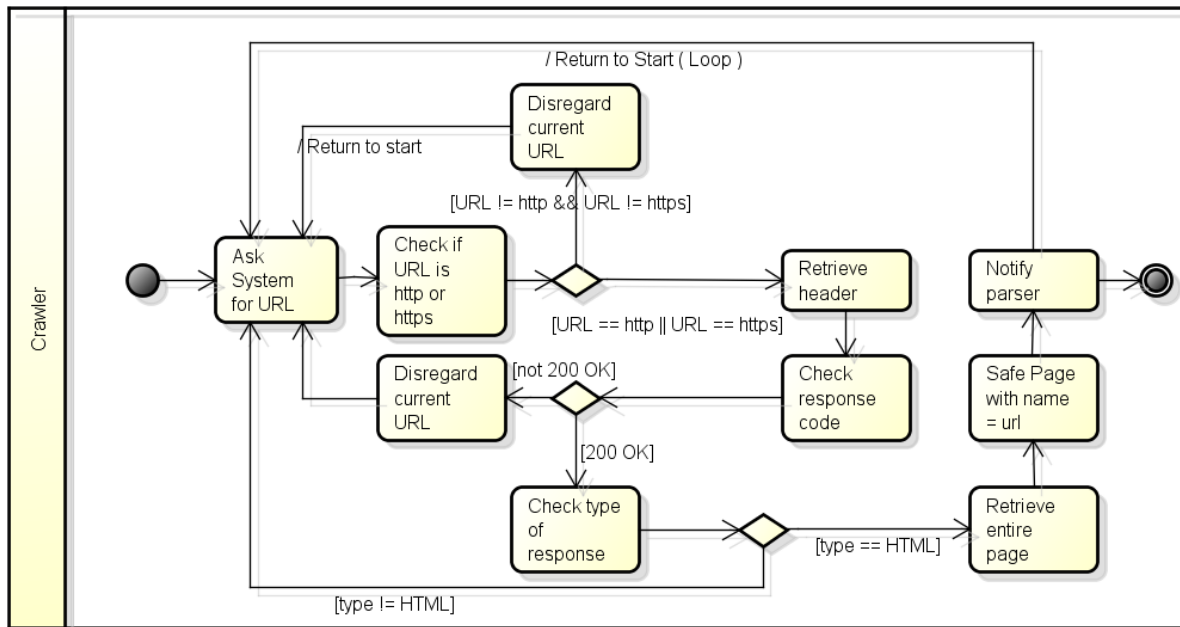 Crawler
/ Return to Start ( Loop )
Disregard
current
URL
/ Return to start
[URL != http && URL != https]
Ask
System
for URL
Check if
URL is
http or
https
Retrieve
header
Notify
parser
[URL == http || URL == https]
Disregard
current
URL
[not 200 OK]
Check
response
code
Safe Page
with name
= url
[200 OK]
Check type
of
response
Retrieve
entire
page
[type == HTML]
[type != HTML]